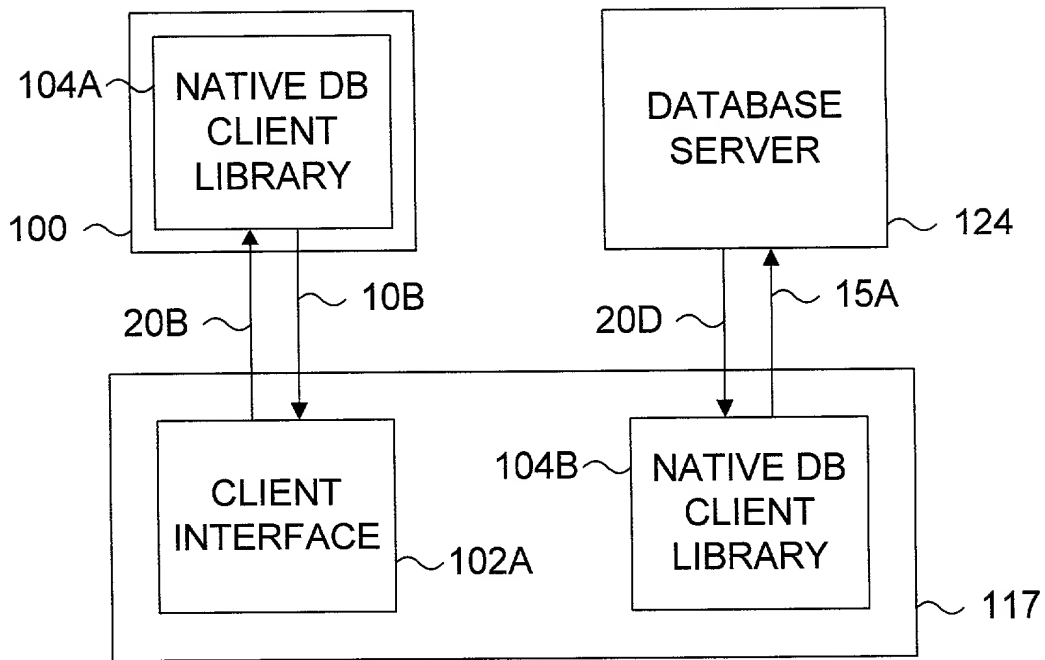 104A
NATIVE DB
CLIENT
LIBRARY
100
DATABASE
SERVER
124
20B
10B
20D
15A
CLIENT
INTERFACE
102A
104B
NATIVE DB
CLIENT
LIBRARY
117